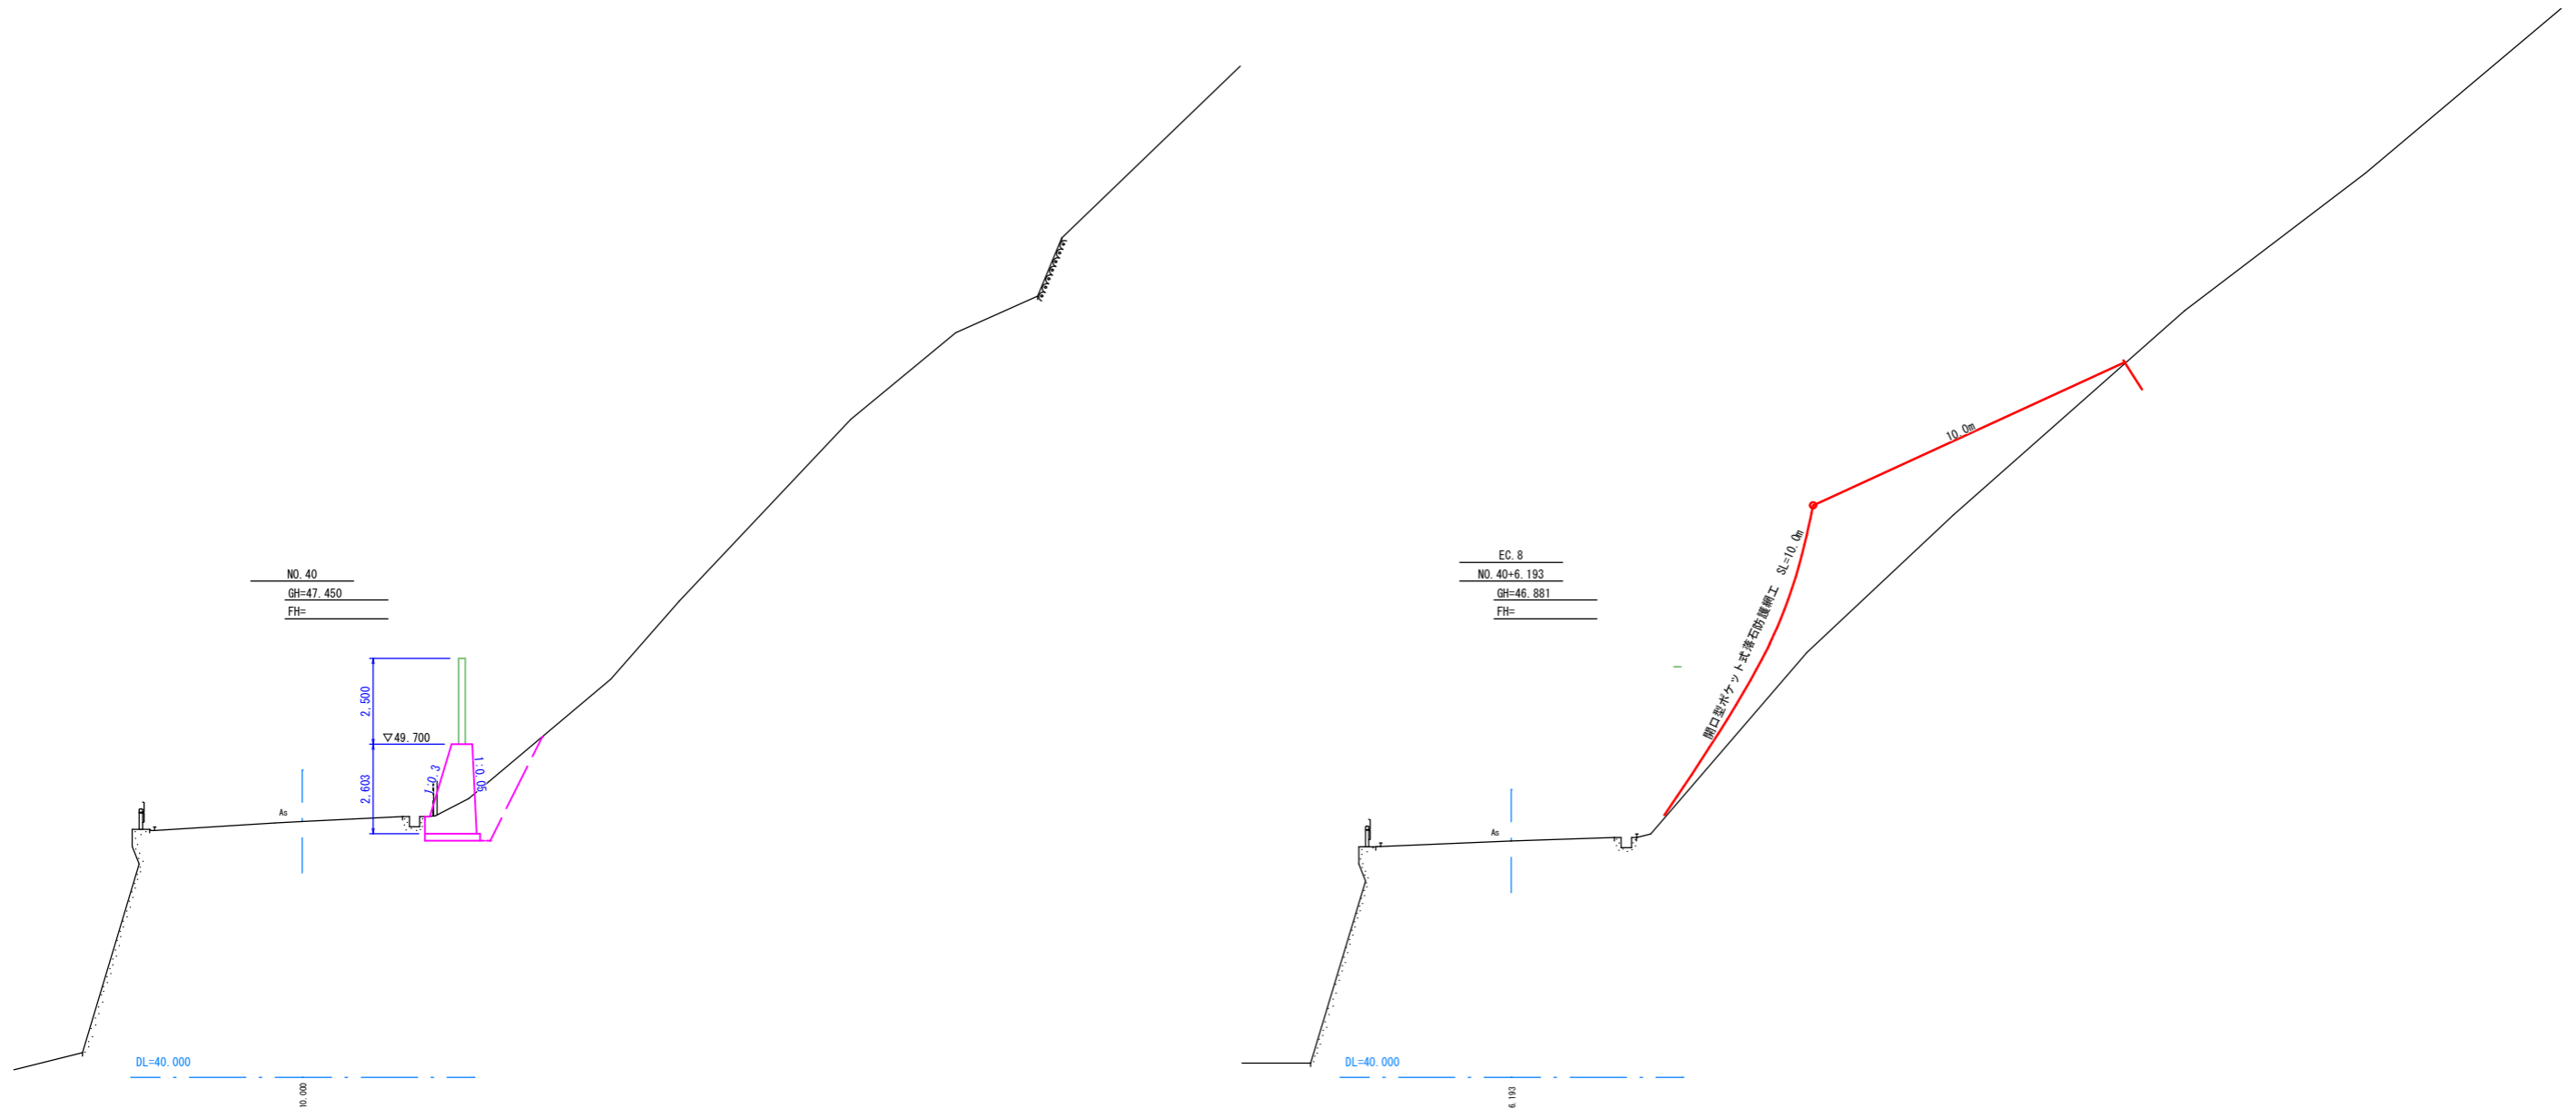 NO.40
GH=47.450
FH=
2,500
▽49.700
2,603
1:0.3
1:0.05
As
DL=40.000
10.000
EC.8
NO.40+6.193
GH=46.881
FH=
10.0m
開口型ポケット式落石防護網工 SL=10.0m
As
DL=40.000
6.193